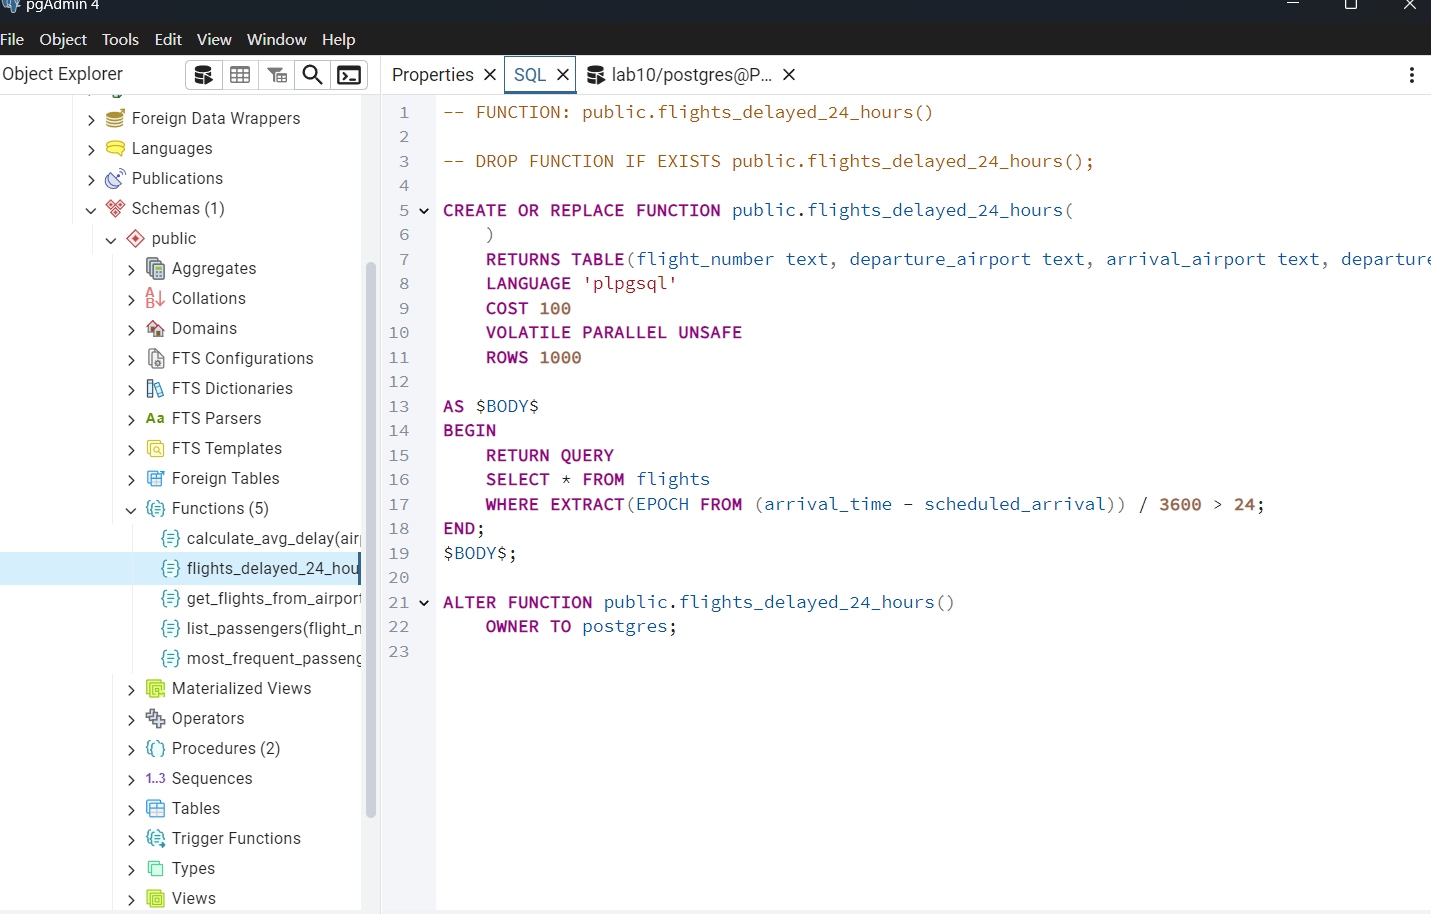 pgAdmin 4
File Object Tools Edit View Window Help
Object Explorer
Properties SQL lab10/postgres@P...
Foreign Data Wrappers
Languages
Publications
Schemas (1)
public
Aggregates
Collations
Domains
FTS Configurations
FTS Dictionaries
Aa FTS Parsers
FTS Templates
Foreign Tables
Functions (5)
calculate_avg_delay(air
flights_delayed_24_hou
get_flights_from_airport
list_passengers(flight_n
most_frequent_passeng
Materialized Views
Operators
Procedures (2)
1..3 Sequences
Tables
Trigger Functions
Types
Views
1 -- FUNCTION: public.flights_delayed_24_hours()
2
3 -- DROP FUNCTION IF EXISTS public.flights_delayed_24_hours();
4
5 CREATE OR REPLACE FUNCTION public.flights_delayed_24_hours(
6 )
7 RETURNS TABLE(flight_number text, departure_airport text, arrival_airport text, departure
8 LANGUAGE 'plpgsql'
9 COST 100
10 VOLATILE PARALLEL UNSAFE
11 ROWS 1000
12
13 AS $BODY$
14 BEGIN
15 RETURN QUERY
16 SELECT * FROM flights
17 WHERE EXTRACT(EPOCH FROM (arrival_time - scheduled_arrival)) / 3600 > 24;
18 END;
19 $BODY$;
20
21 ALTER FUNCTION public.flights_delayed_24_hours()
22 OWNER TO postgres;
23